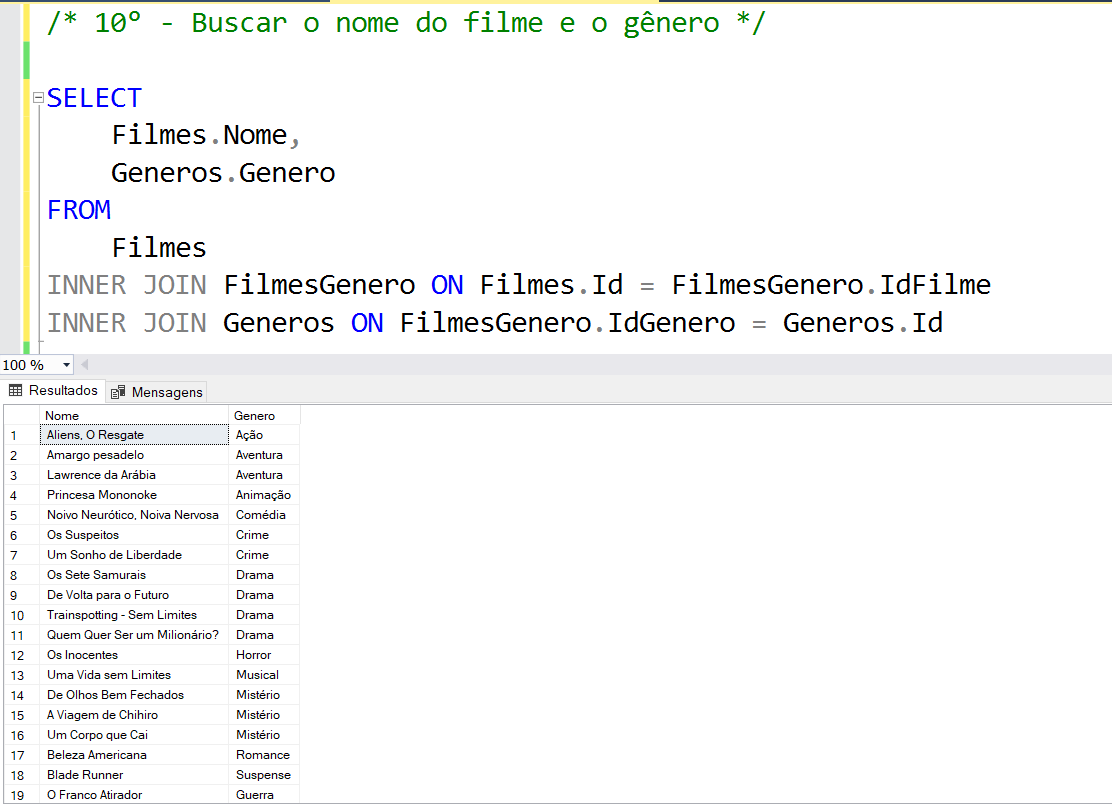 /* 10° - Buscar o nome do filme e o gênero */
SELECT
Filmes.Nome,
Generos.Genero
FROM
Filmes
INNER JOIN FilmesGenero ON Filmes.Id = FilmesGenero.IdFilme
INNER JOIN Generos ON FilmesGenero.IdGenero = Generos.Id
100 %
Resultados Mensagens
Nome Genero
1 Aliens, O Resgate Ação
2 Amargo pesadelo Aventura
3 Lawrence da Arábia Aventura
4 Princesa Mononoke Animação
5 Noivo Neurótico, Noiva Nervosa Comédia
6 Os Suspeitos Crime
7 Um Sonho de Liberdade Crime
8 Os Sete Samurais Drama
9 De Volta para o Futuro Drama
10 Trainspotting - Sem Limites Drama
11 Quem Quer Ser um Milionário? Drama
12 Os Inocentes Horror
13 Uma Vida sem Limites Musical
14 De Olhos Bem Fechados Mistério
15 A Viagem de Chihiro Mistério
16 Um Corpo que Cai Mistério
17 Beleza Americana Romance
18 Blade Runner Suspense
19 O Franco Atirador Guerra